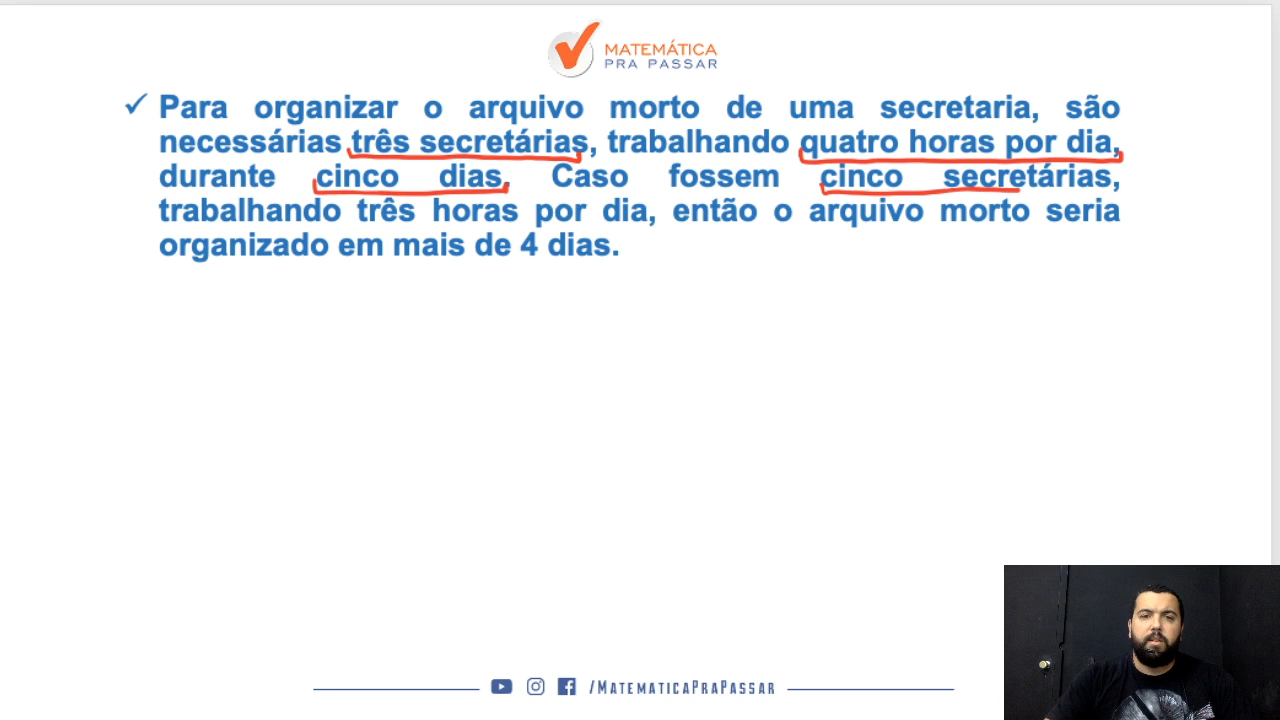 MATEMÁTICA
PRA PASSAR
Para organizar o arquivo morto de uma secretaria, são
necessárias três secretárias, trabalhando quatro horas por dia,
durante cinco dias. Caso fossem cinco secretárias,
trabalhando três horas por dia, então o arquivo morto seria
organizado em mais de 4 dias.
/MATEMATICAPRAPASSAR